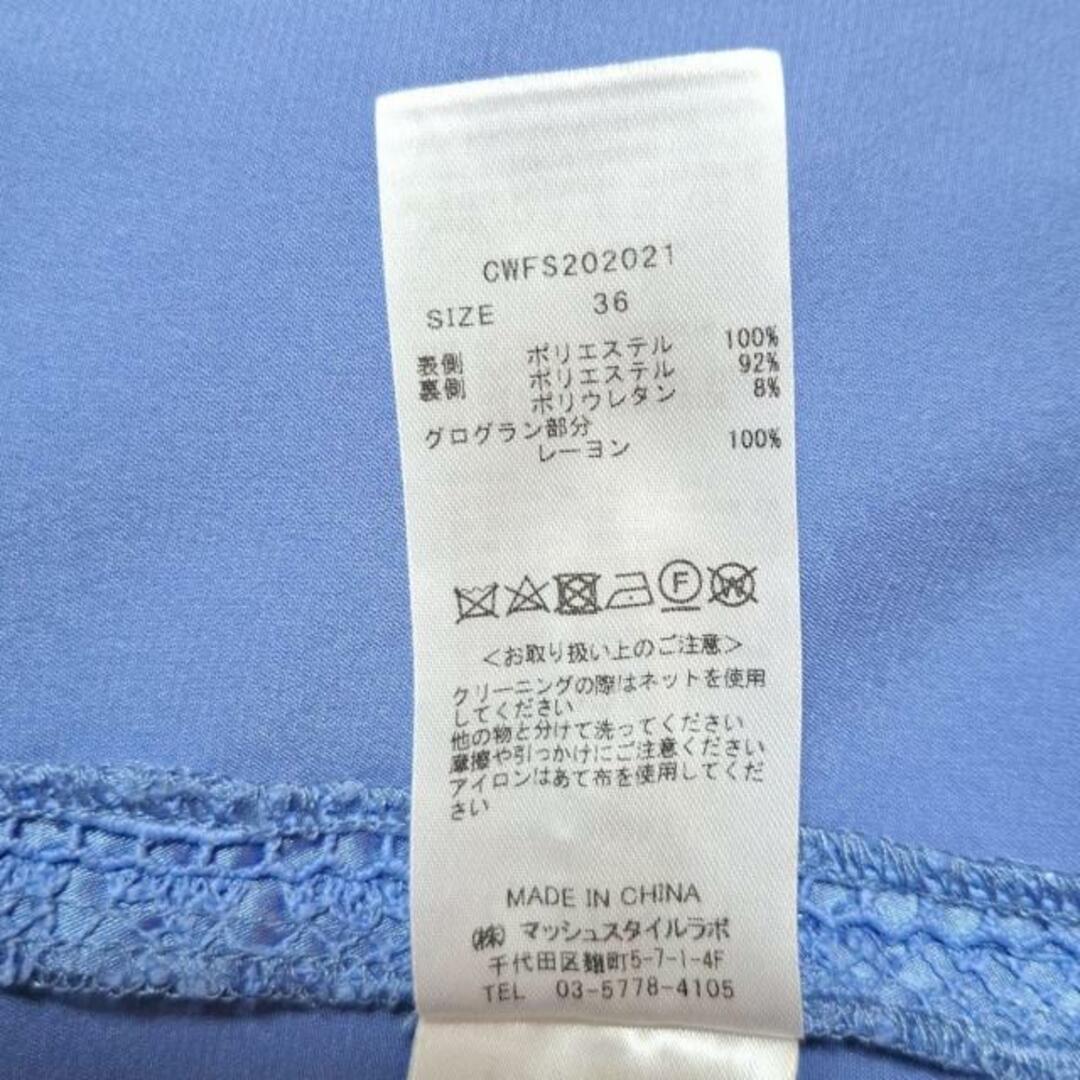 CWFS202021
SIZE 36
表側 ポリエステル 100%
裏側 ポリエステル 92%
ポリウレタン 8%
グログラン部分
レーヨン 100%
F W
<お取り扱い上のご注意>
クリーニングの際はネットを使用
してください
他の物と分けて洗ってください
摩擦や引っかけにご注意ください
アイロンはあて布を使用してくだ
さい
MADE IN CHINA
(株) マッシュスタイルラボ
千代田区麹町5-7-1-4F
TEL 03-5778-4105